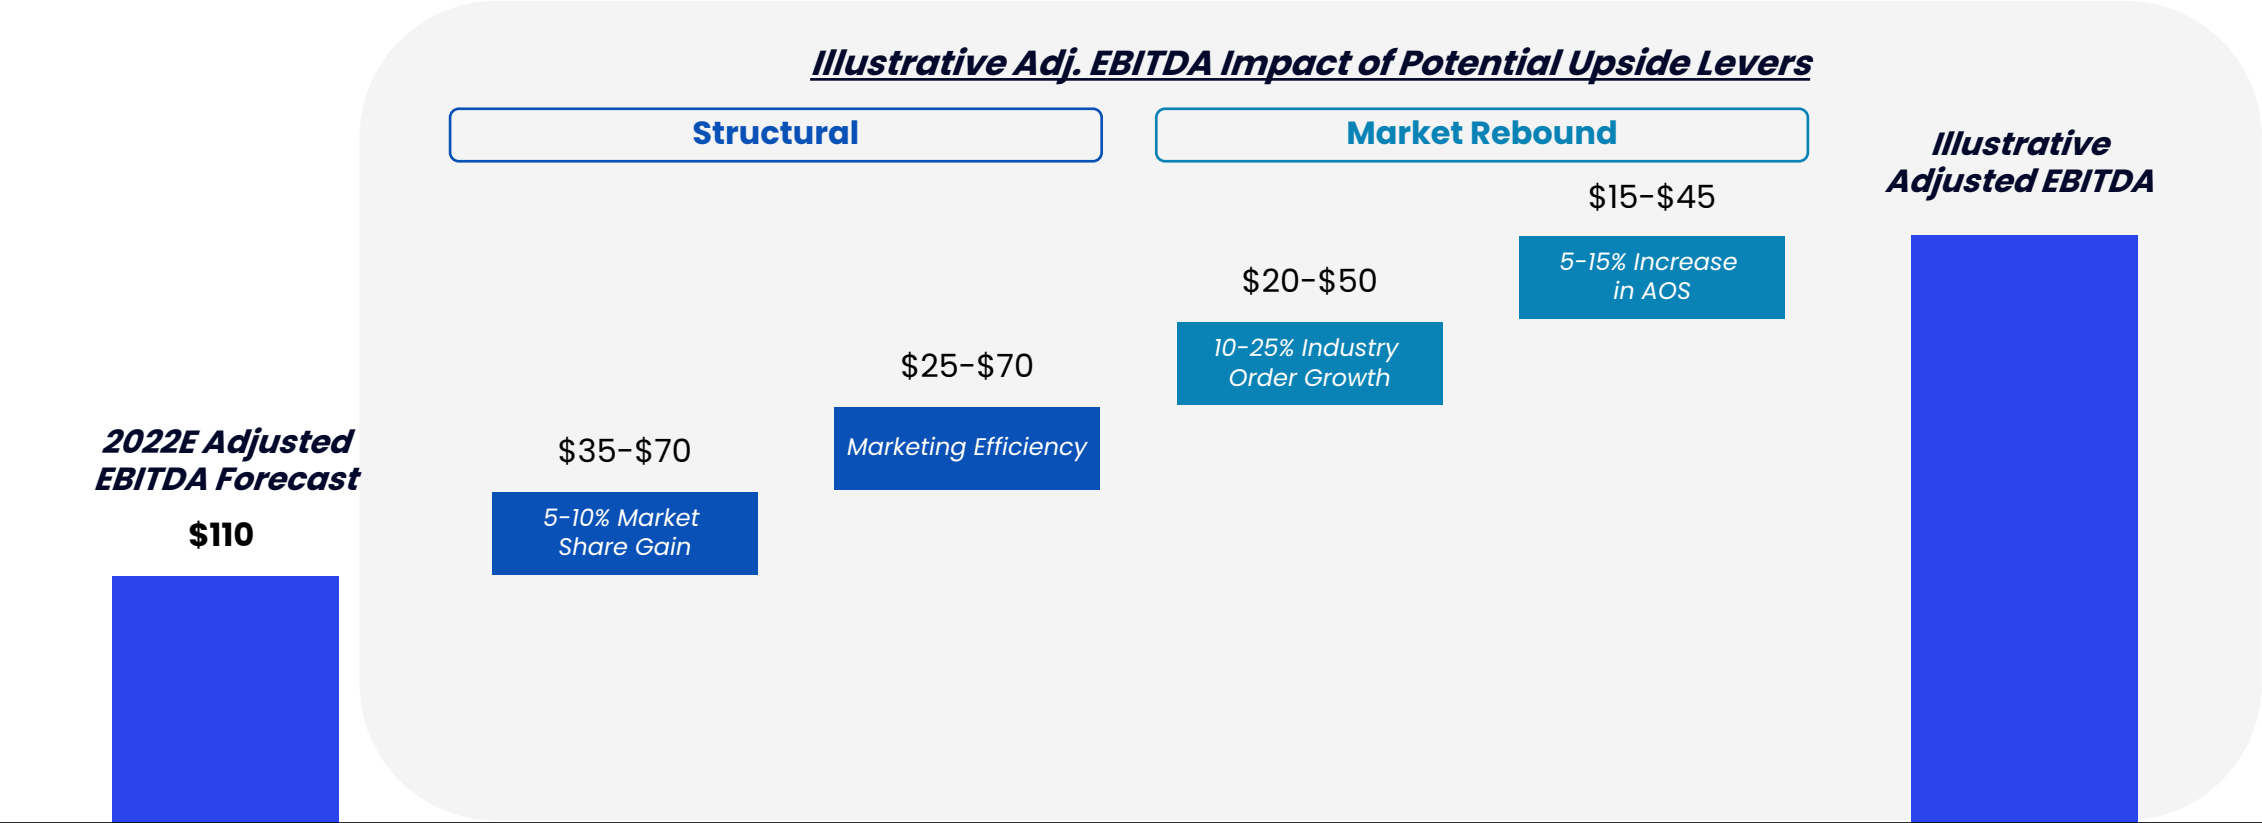 Illustrative Adj. EBITDA Impact of Potential Upside Levers
Structural
Market Rebound
2022E Adjusted
EBITDA Forecast
$110
$35-$70
5-10% Market
Share Gain
$25-$70
Marketing Efficiency
$20-$50
10-25% Industry
Order Growth
$15-$45
5-15% Increase
in AOS
Illustrative
Adjusted EBITDA